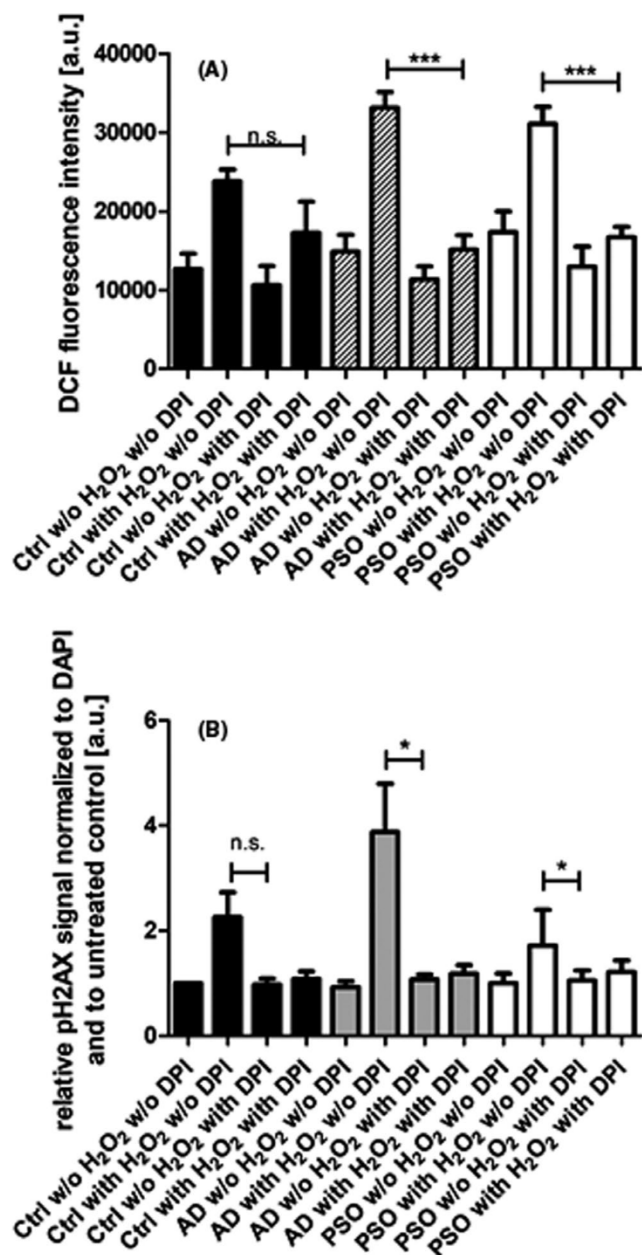 DCF fluorescence intensity [a.u.]
(A)
40000
30000
20000
10000
0
n.s.
***
***
Ctrl w/o H₂O₂ w/o DPI
Ctrl with H₂O₂ w/o DPI
Ctrl w/o H₂O₂ with DPI
Ctrl with H₂O₂ with DPI
AD w/o H₂O₂ w/o DPI
AD with H₂O₂ w/o DPI
AD w/o H₂O₂ with DPI
AD with H₂O₂ with DPI
PSO w/o H₂O₂ w/o DPI
PSO with H₂O₂ w/o DPI
PSO w/o H₂O₂ with DPI
PSO with H₂O₂ with DPI
relative pH2AX signal normalized to DAPI
and to untreated control [a.u.]
(B)
6
4
2
0
n.s.
*
*
Ctrl w/o H₂O₂ w/o DPI
Ctrl with H₂O₂ w/o DPI
Ctrl w/o H₂O₂ with DPI
Ctrl with H₂O₂ with DPI
AD w/o H₂O₂ w/o DPI
AD with H₂O₂ w/o DPI
AD w/o H₂O₂ with DPI
AD with H₂O₂ with DPI
PSO w/o H₂O₂ w/o DPI
PSO with H₂O₂ w/o DPI
PSO w/o H₂O₂ with DPI
PSO with H₂O₂ with DPI